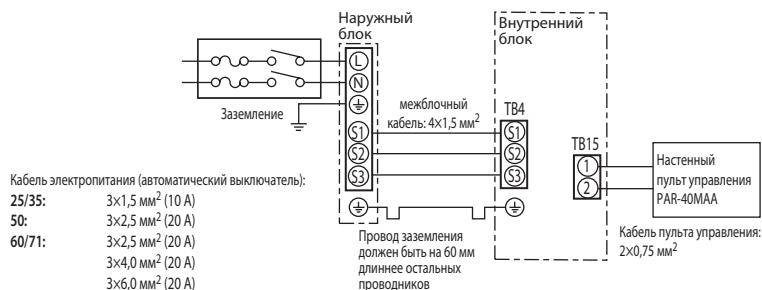 Наружный
блок
Внутренний
блок
L
N
Заземление
межблочный
кабель: 4×1,5 мм²
TB4
TB15
S1
S2
S3
S1
S2
S3
1
2
Настенный
пульт управления
PAR-40MAA
Кабель пульта управления:
2×0,75 мм²
Кабель электропитания (автоматический выключатель):
25/35: 3×1,5 мм² (10 А)
50: 3×2,5 мм² (20 А)
60/71: 3×2,5 мм² (20 А)
3×4,0 мм² (20 А)
3×6,0 мм² (20 А)
Провод заземления
должен быть на 60 мм
длиннее остальных
проводников